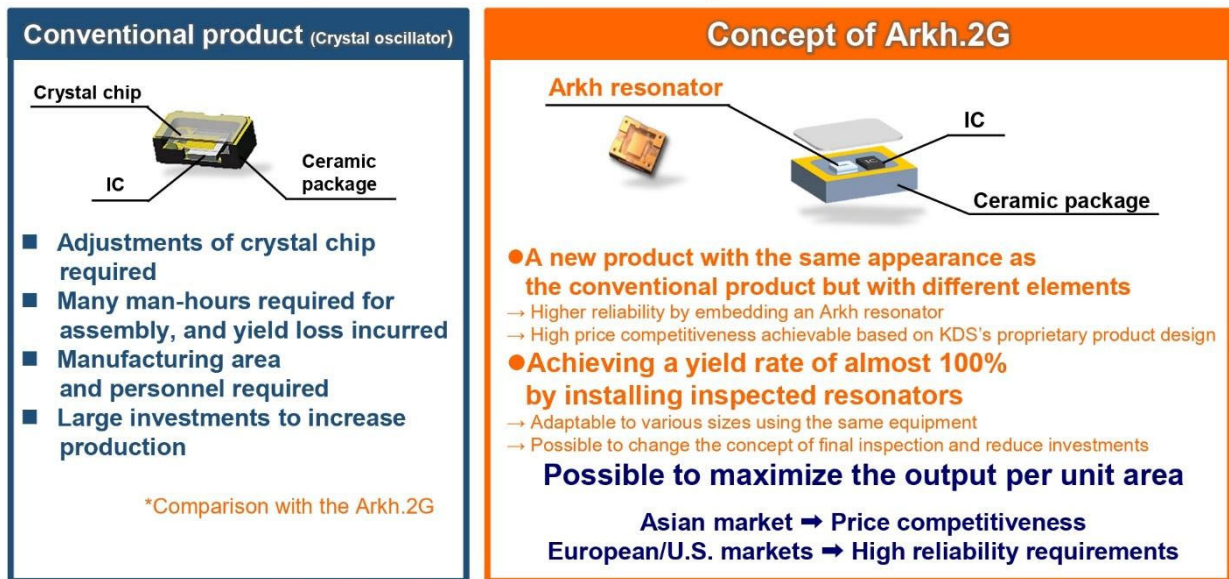 Conventional product (Crystal oscillator)
Crystal chip
IC
Ceramic
package
■ Adjustments of crystal chip
required
■ Many man-hours required for
assembly, and yield loss incurred
■ Manufacturing area
and personnel required
■ Large investments to increase
production
*Comparison with the Arkh.2G
Concept of Arkh.2G
Arkh resonator
IC
IC
Ceramic package
●A new product with the same appearance as
the conventional product but with different elements
→ Higher reliability by embedding an Arkh resonator
→ High price competitiveness achievable based on KDS's proprietary product design
●Achieving a yield rate of almost 100%
by installing inspected resonators
→ Adaptable to various sizes using the same equipment
→ Possible to change the concept of final inspection and reduce investments
Possible to maximize the output per unit area
Asian market ➡ Price competitiveness
European/U.S. markets ➡ High reliability requirements